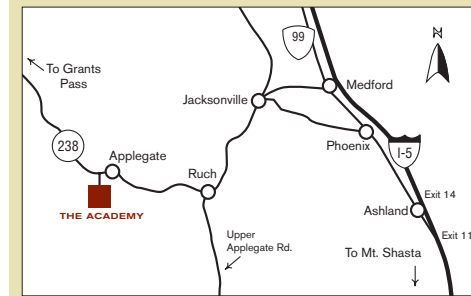 To Grants
Pass
99
N
Medford
Jacksonville
Phoenix
I-5
238
Applegate
Ruch
THE ACADEMY
Exit 14
Ashland
Upper
Applegate Rd.
Exit 11
To Mt. Shasta